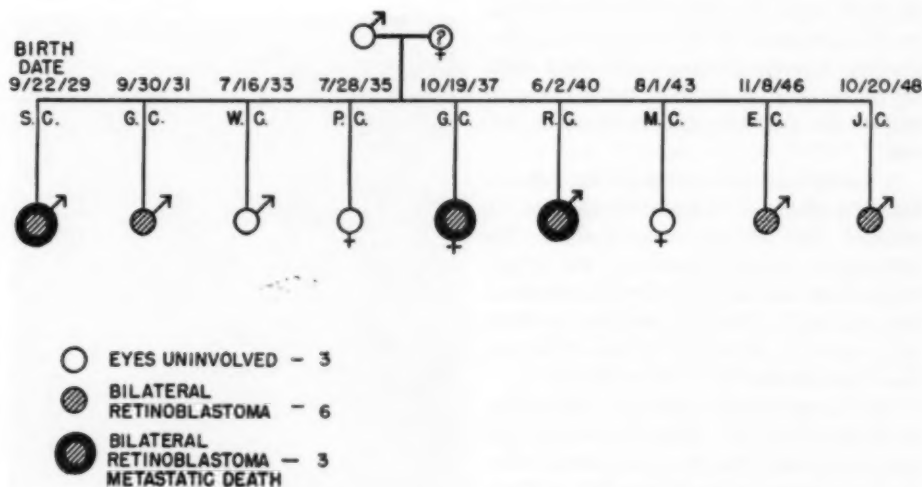 ?
BIRTH
DATE
9/22/29 9/30/31 7/16/33 7/28/35 10/19/37 6/2/40 8/1/43 11/8/46 10/20/48
S. C. G. C. W. C. P. C. G. C. R. C. M. C. E. C. J. C.
EYES UNINVOLVED – 3
BILATERAL
RETINOBLASTOMA – 6
BILATERAL
RETINOBLASTOMA – 3
METASTATIC DEATH